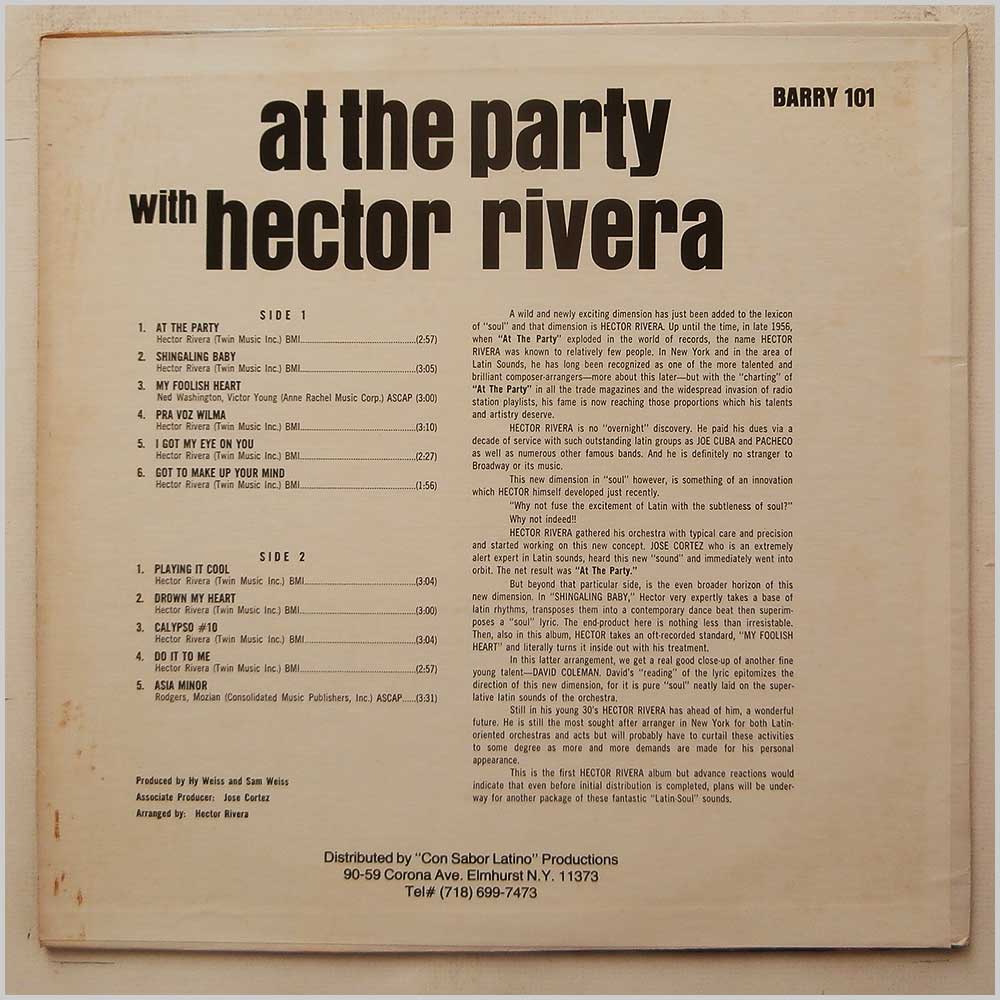 at the party
BARRY 101
with hector rivera
SIDE 1
1. AT THE PARTY
Hector Rivera (Twin Music Inc.) BMI (2:57)
2. SHINGALING BABY
Hector Rivera (Twin Music Inc.) BMI (3:05)
3. MY FOOLISH HEART
Ned Washington, Victor Young (Anne Rachel Music Corp.) ASCAP (3:00)
4. PRA VOZ WILMA
Hector Rivera (Twin Music Inc.) BMI (3:10)
5. I GOT MY EYE ON YOU
Hector Rivera (Twin Music Inc.) BMI (2:27)
6. GOT TO MAKE UP YOUR MIND
Hector Rivera (Twin Music Inc.) BMI (1:56)
SIDE 2
1. PLAYING IT COOL
Hector Rivera (Twin Music Inc.) BMI (3:04)
2. DROWN MY HEART
Hector Rivera (Twin Music Inc.) BMI (3:00)
3. CALYPSO #10
Hector Rivera (Twin Music Inc.) BMI (3:04)
4. DO IT TO ME
Hector Rivera (Twin Music Inc.) BMI (2:57)
5. ASIA MINOR
Rodgers, Mozian (Consolidated Music Publishers, Inc.) ASCAP (3:31)
Produced by Hy Weiss and Sam Weiss
Associate Producer: Jose Cortez
Arranged by: Hector Rivera
A wild and newly exciting dimension has just been added to the lexicon
of "soul" and that dimension is HECTOR RIVERA. Up until the time, in late 1956,
when "At The Party" exploded in the world of records, the name HECTOR
RIVERA was known to relatively few people. In New York and in the area of
Latin Sounds, he has long been recognized as one of the more talented and
brilliant composer-arrangers—more about this later—but with the "charting" of
"At The Party" in all the trade magazines and the widespread invasion of radio
station playlists, his fame is now reaching those proportions which his talents
and artistry deserve.
HECTOR RIVERA is no "overnight" discovery. He paid his dues via a
decade of service with such outstanding latin groups as JOE CUBA and PACHECO
as well as numerous other famous bands. And he is definitely no stranger to
Broadway or its music.
This new dimension in "soul" however, is something of an innovation
which HECTOR himself developed just recently.
"Why not fuse the excitement of Latin with the subtleness of soul?"
Why not indeed!!
HECTOR RIVERA gathered his orchestra with typical care and precision
and started working on this new concept. JOSE CORTEZ who is an extremely
alert expert in Latin sounds, heard this new "sound" and immediately went into
orbit. The net result was "At The Party."
But beyond that particular side, is the even broader horizon of this
new dimension. In "SHINGALING BABY," Hector very expertly takes a base of
latin rhythms, transposes them into a contemporary dance beat then superim-
poses a "soul" lyric. The end-product here is nothing less than irresistable.
Then, also in this album, HECTOR takes an oft-recorded standard, "MY FOOLISH
HEART" and literally turns it inside out with his treatment.
In this latter arrangement, we get a real good close-up of another fine
young talent—DAVID COLEMAN. David's "reading" of the lyric epitomizes the
direction of this new dimension, for it is pure "soul" neatly laid on the super-
lative latin sounds of the orchestra.
Still in his young 30's HECTOR RIVERA has ahead of him, a wonderful
future. He is still the most sought after arranger in New York for both Latin-
oriented orchestras and acts but will probably have to curtail these activities
to some degree as more and more demands are made for his personal
appearance.
This is the first HECTOR RIVERA album but advance reactions would
indicate that even before initial distribution is completed, plans will be under-
way for another package of these fantastic "Latin-Soul" sounds.
Distributed by "Con Sabor Latino" Productions
90-59 Corona Ave. Elmhurst N.Y. 11373
Tel# (718) 699-7473